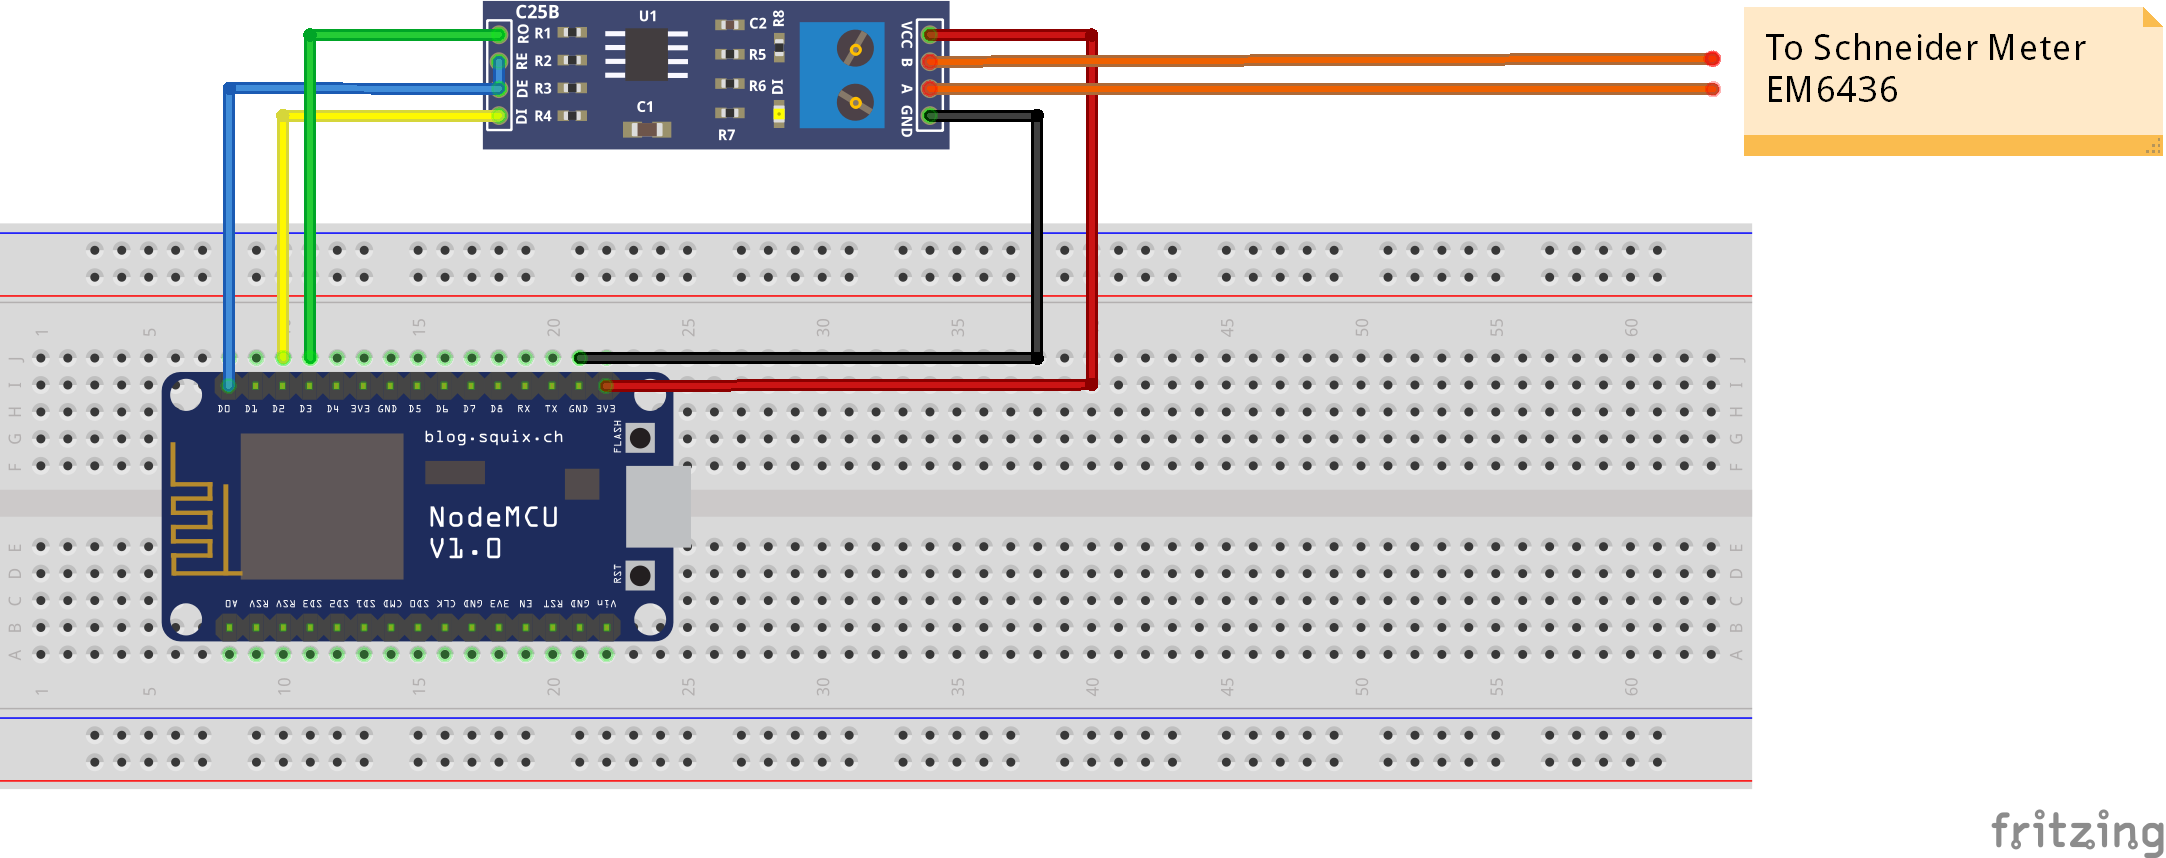 C25B
RO
RE
DE
DI
R1
R2
R3
R4
U1
C1
C2
R5
R6
R7
R8
DI
VCC
B
A
GND
To Schneider Meter
EM6436
1 5 15 20 25 30 35 45 50 55 60
J
I
H
G
F
J
I
H
G
F
D0 D1 D2 D3 D4 3V3 GND D5 D6 D7 D8 RX TX GND 3V3
blog.squix.ch
FLASH
NodeMCU
V1.0
RST
A0 RSV RSV SD3 SD2 SD1 CMD SD0 CLK GND 3V3 EN RST GND Vin
E
D
C
B
A
E
D
C
B
A
1 5 10 15 20 25 30 35 40 45 50 55 60
fritzing